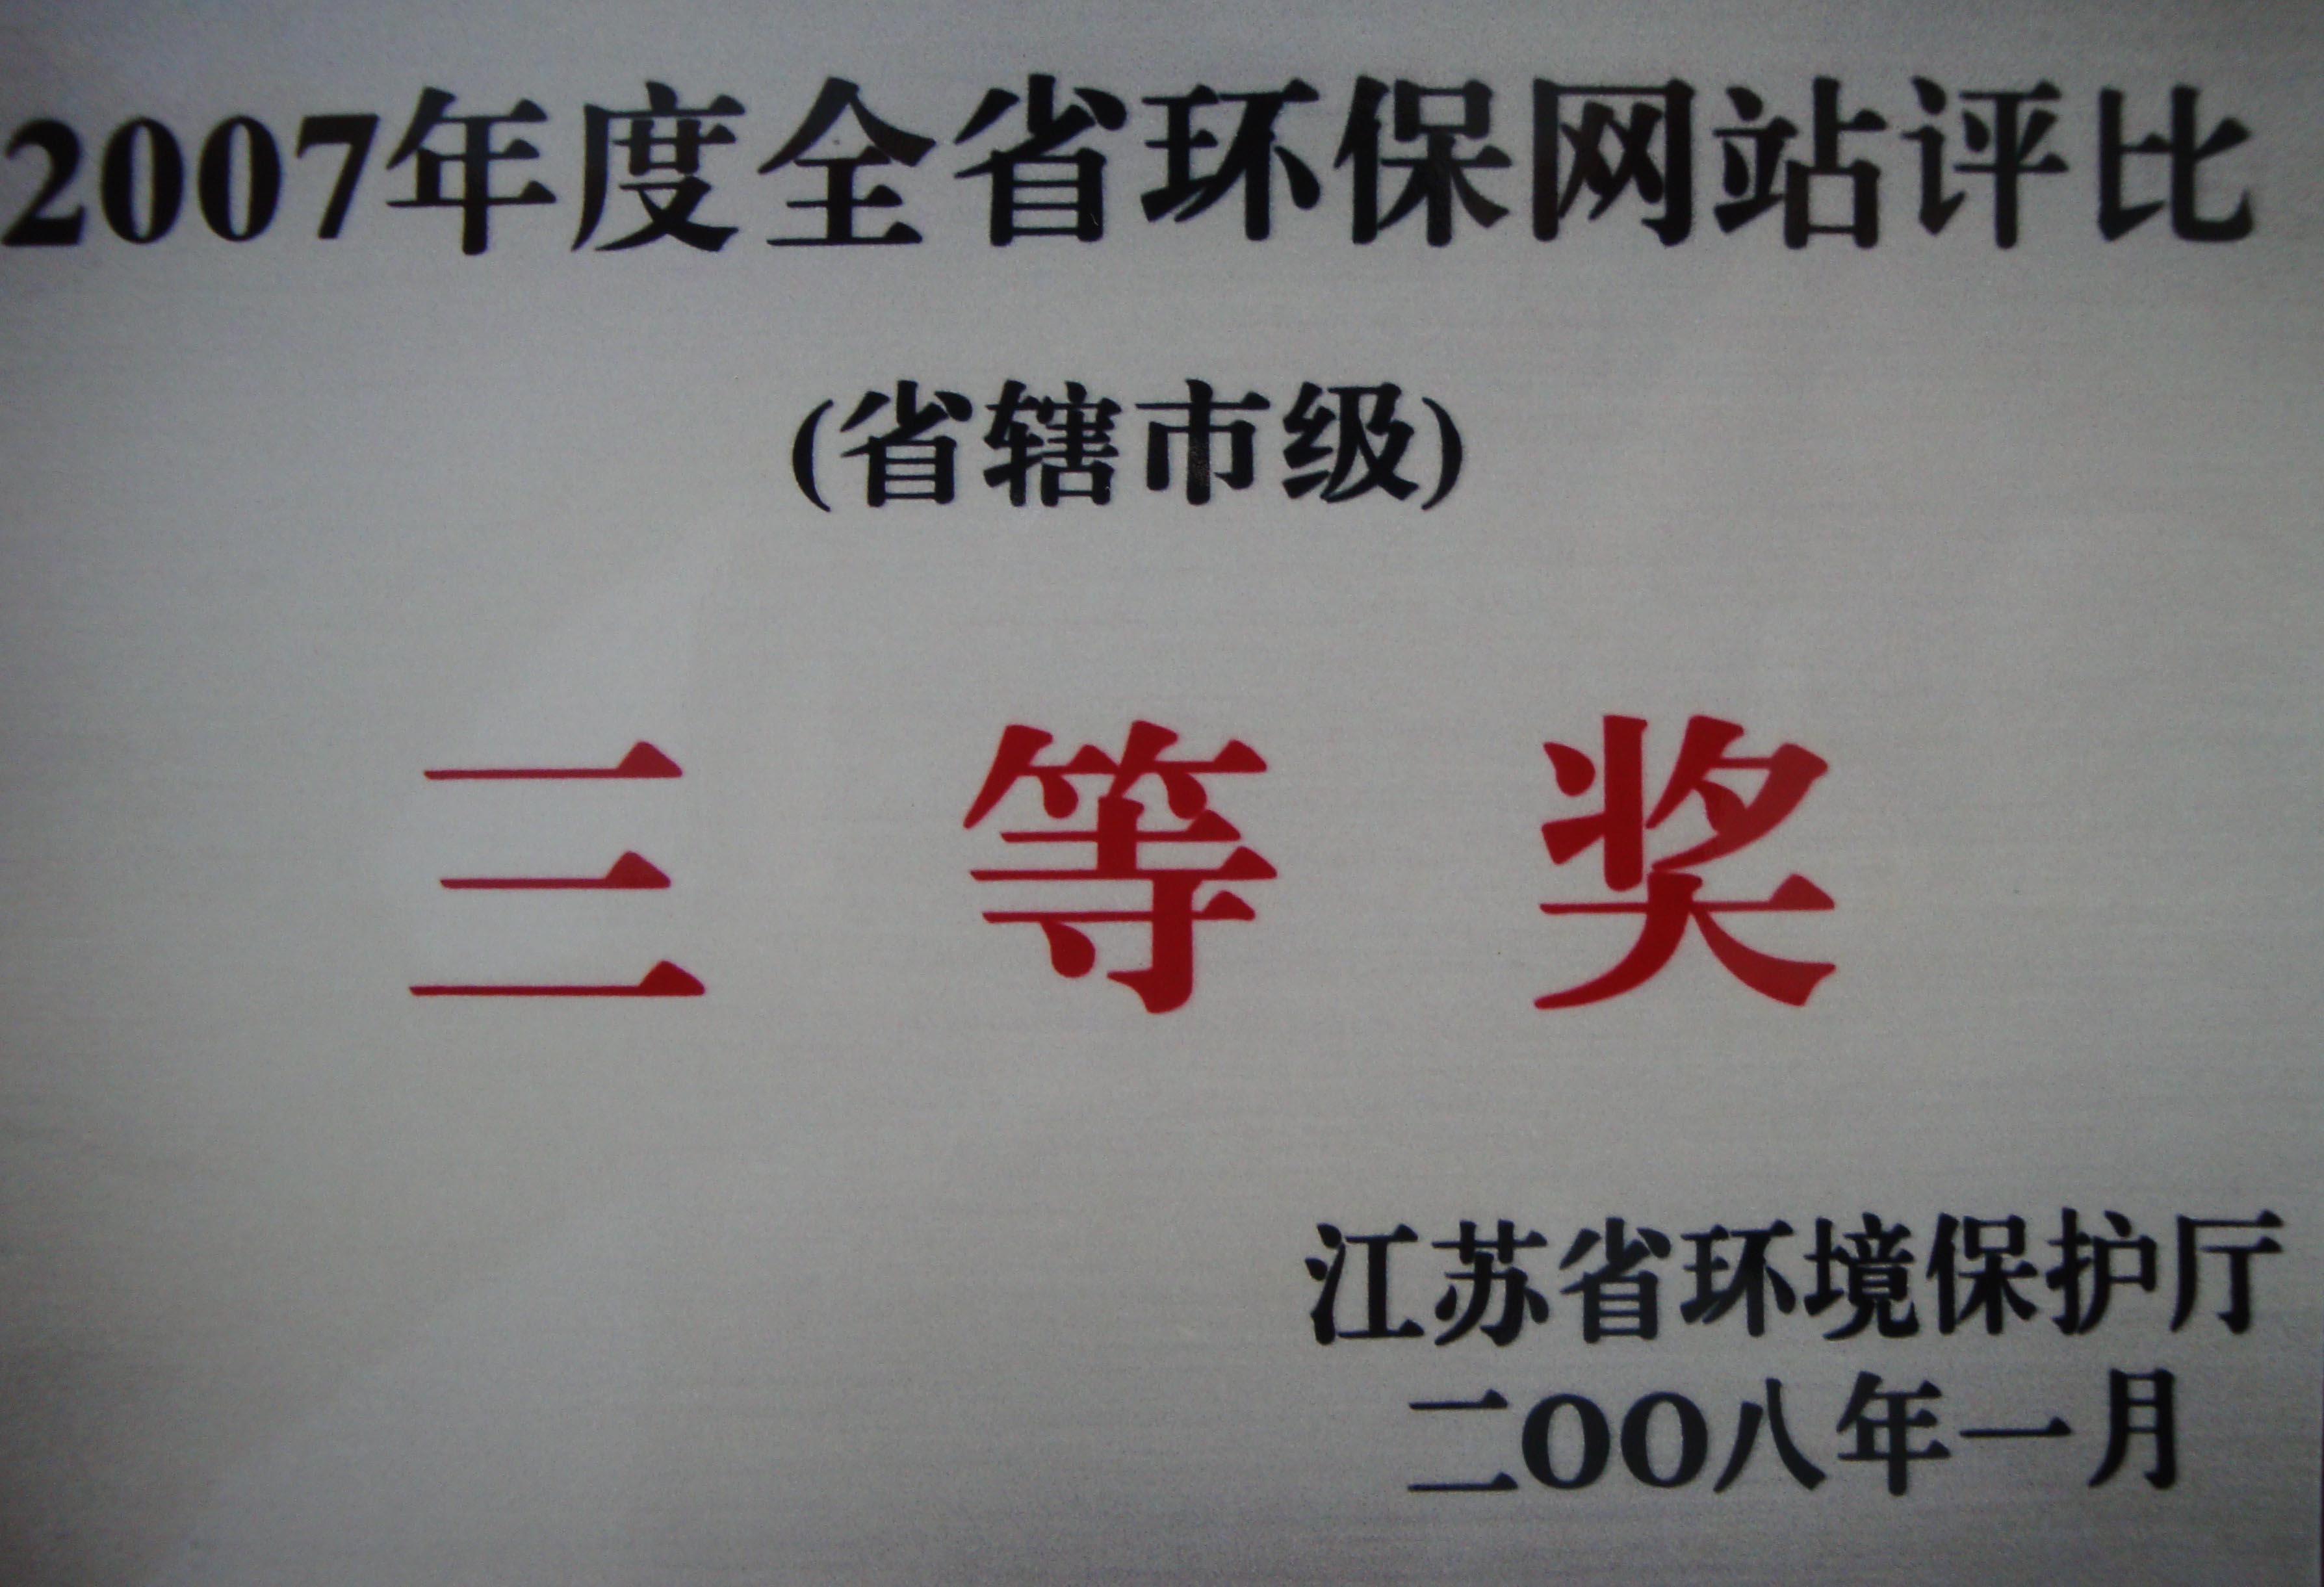 2007年度全省环保网站评比
(省辖市级)
三等奖
江苏省环境保护厅
二OO八年一月